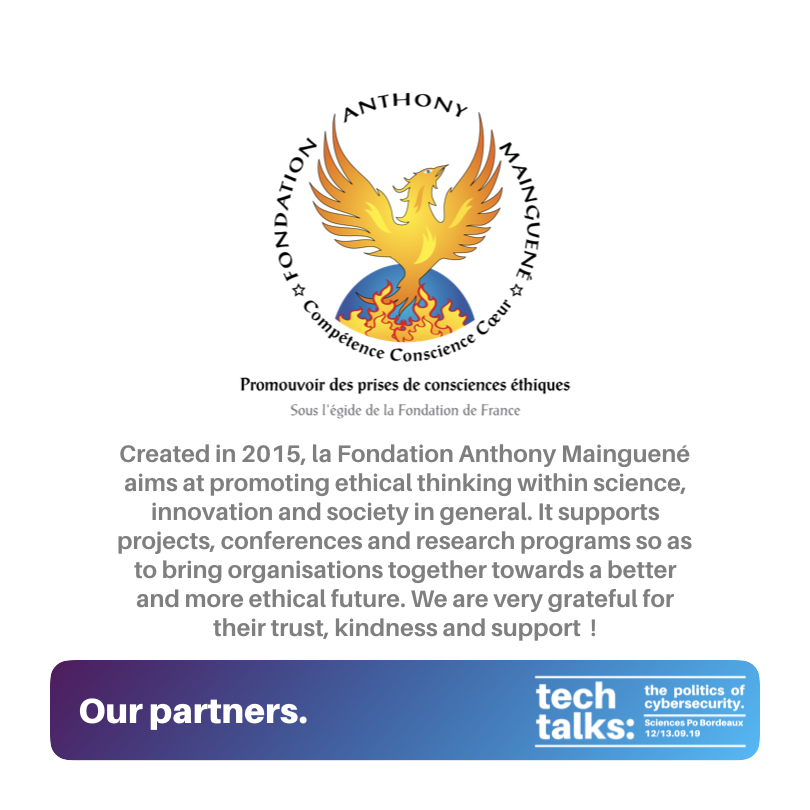 FONDATION ANTHONY MAINGUENÉ
Compétence Conscience Cœur
Promouvoir des prises de consciences éthiques
Sous l'égide de la Fondation de France
Created in 2015, la Fondation Anthony Mainguené
aims at promoting ethical thinking within science,
innovation and society in general. It supports
projects, conferences and research programs so as
to bring organisations together towards a better
and more ethical future. We are very grateful for
their trust, kindness and support !
Our partners.
tech
talks:
the politics of
cybersecurity.
Sciences Po Bordeaux
12/13.09.19